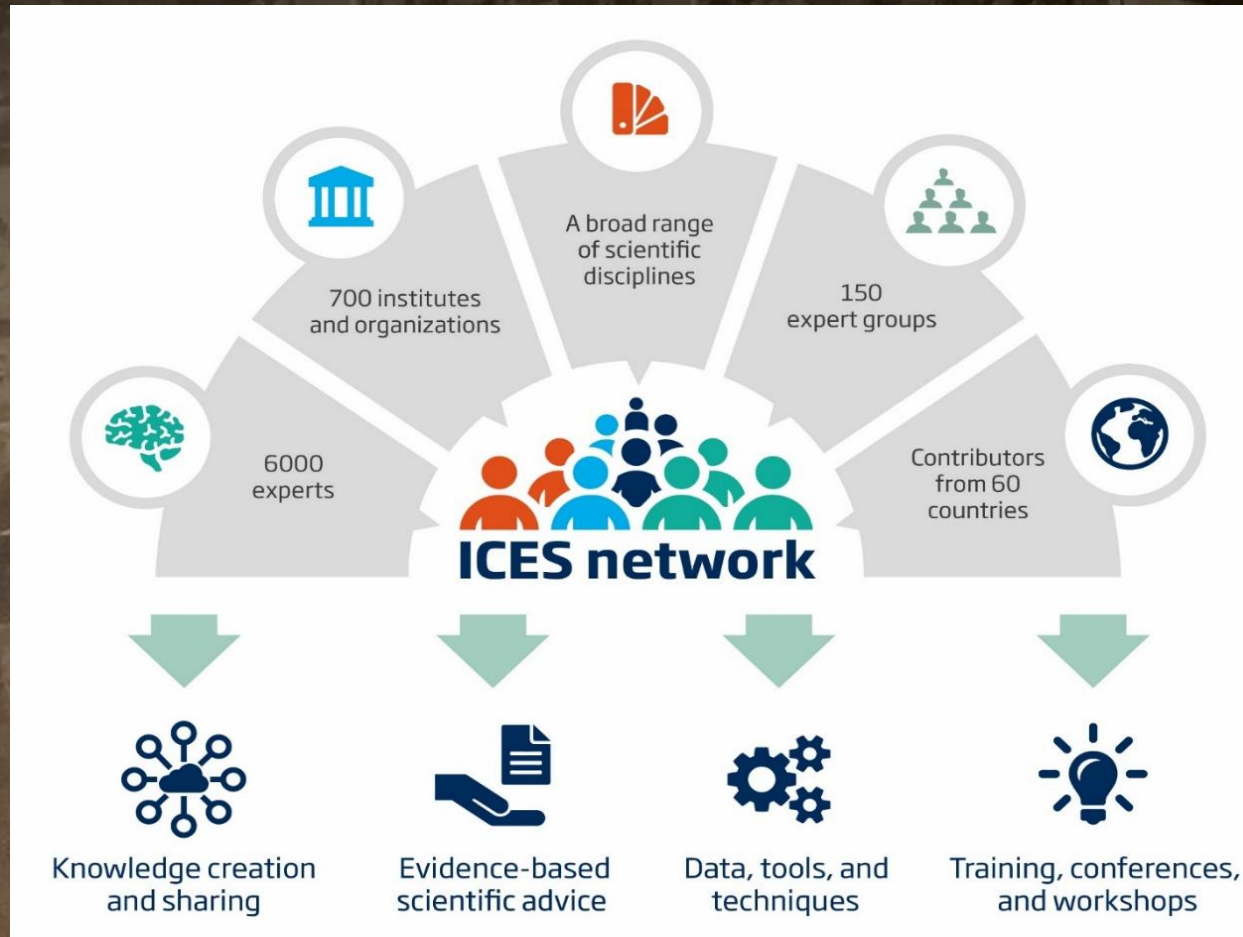 A broad range
of scientific
disciplines
700 institutes
and organizations
150
expert groups
6000
experts
Contributors
from 60
countries
ICES network
Knowledge creation
and sharing
Evidence-based
scientific advice
Data, tools, and
techniques
Training, conferences,
and workshops